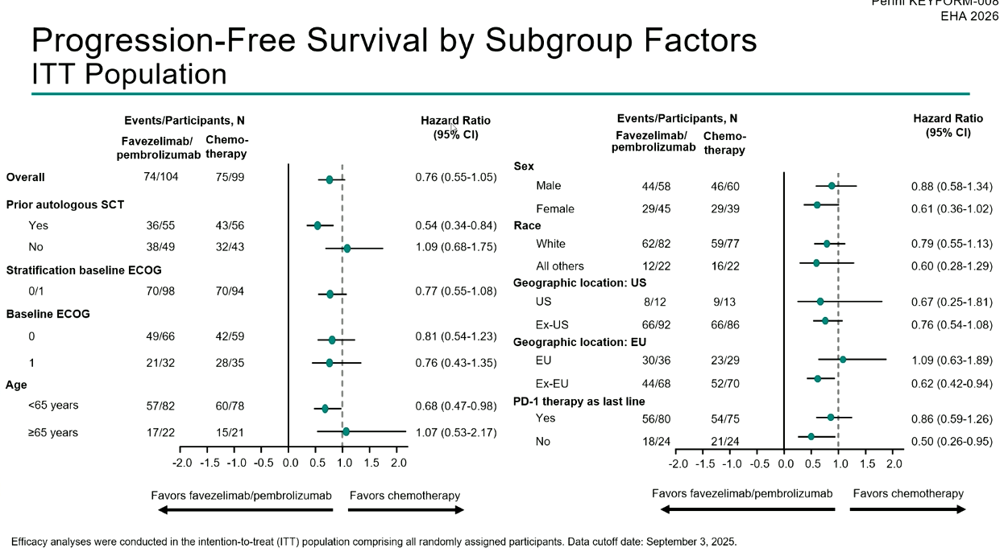 Perini KEYFORM-008
EHA 2026
Progression-Free Survival by Subgroup Factors
ITT Population
Events/Participants, N
Hazard Ratio
(95% CI)
Favezelimab/
pembrolizumab
Chemo-
therapy
Overall 74/104 75/99 0.76 (0.55-1.05)
Prior autologous SCT
Yes 36/55 43/56 0.54 (0.34-0.84)
No 38/49 32/43 1.09 (0.68-1.75)
Stratification baseline ECOG
0/1 70/98 70/94 0.77 (0.55-1.08)
Baseline ECOG
0 49/66 42/59 0.81 (0.54-1.23)
1 21/32 28/35 0.76 (0.43-1.35)
Age
<65 years 57/82 60/78 0.68 (0.47-0.98)
≥65 years 17/22 15/21 1.07 (0.53-2.17)
-2.0 -1.5 -1.0 -0.5 0.0 0.5 1.0 1.5 2.0
Favors favezelimab/pembrolizumab Favors chemotherapy
Events/Participants, N
Hazard Ratio
(95% CI)
Favezelimab/
pembrolizumab
Chemo-
therapy
Sex
Male 44/58 46/60 0.88 (0.58-1.34)
Female 29/45 29/39 0.61 (0.36-1.02)
Race
White 62/82 59/77 0.79 (0.55-1.13)
All others 12/22 16/22 0.60 (0.28-1.29)
Geographic location: US
US 8/12 9/13 0.67 (0.25-1.81)
Ex-US 66/92 66/86 0.76 (0.54-1.08)
Geographic location: EU
EU 30/36 23/29 1.09 (0.63-1.89)
Ex-EU 44/68 52/70 0.62 (0.42-0.94)
PD-1 therapy as last line
Yes 56/80 54/75 0.86 (0.59-1.26)
No 18/24 21/24 0.50 (0.26-0.95)
-2.0 -1.5 -1.0 -0.5 0.0 0.5 1.0 1.5 2.0
Favors favezelimab/pembrolizumab Favors chemotherapy
Efficacy analyses were conducted in the intention-to-treat (ITT) population comprising all randomly assigned participants. Data cutoff date: September 3, 2025.